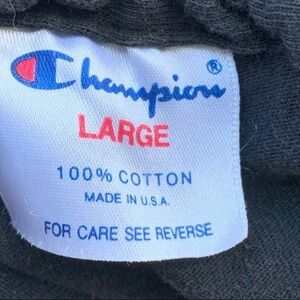 Champion®
LARGE
100% COTTON
MADE IN U.S.A.
FOR CARE SEE REVERSE